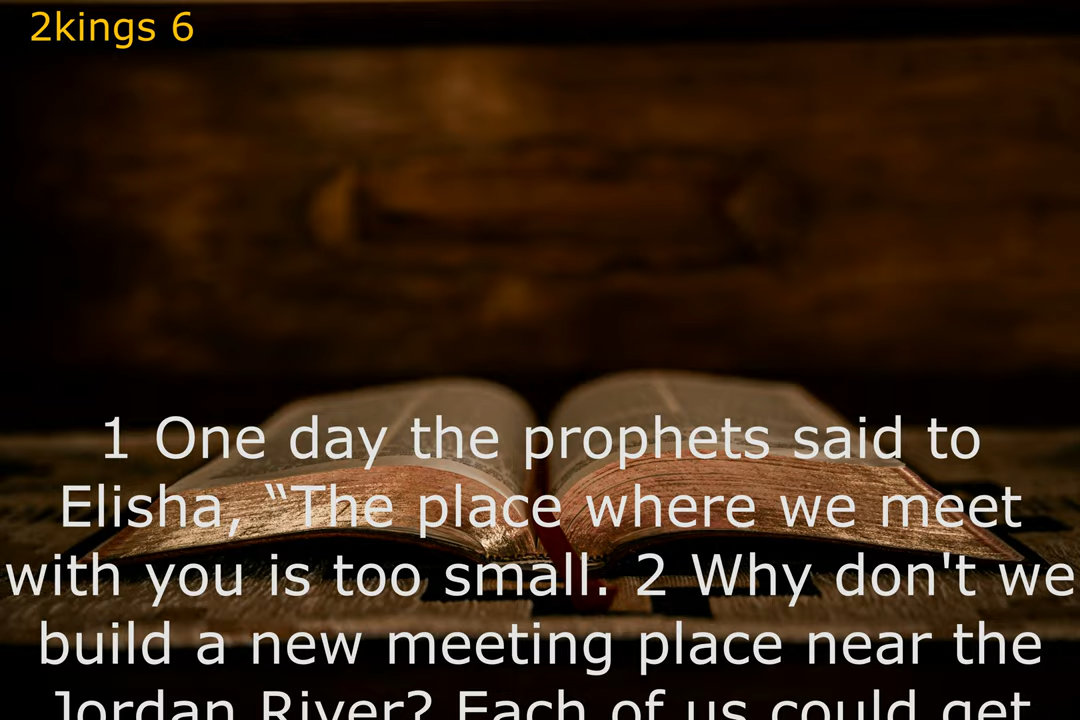 2kings 6
1 One day the prophets said to
Elisha, “The place where we meet
with you is too small. 2 Why don't we
build a new meeting place near the
Jordan River? Each of us could get